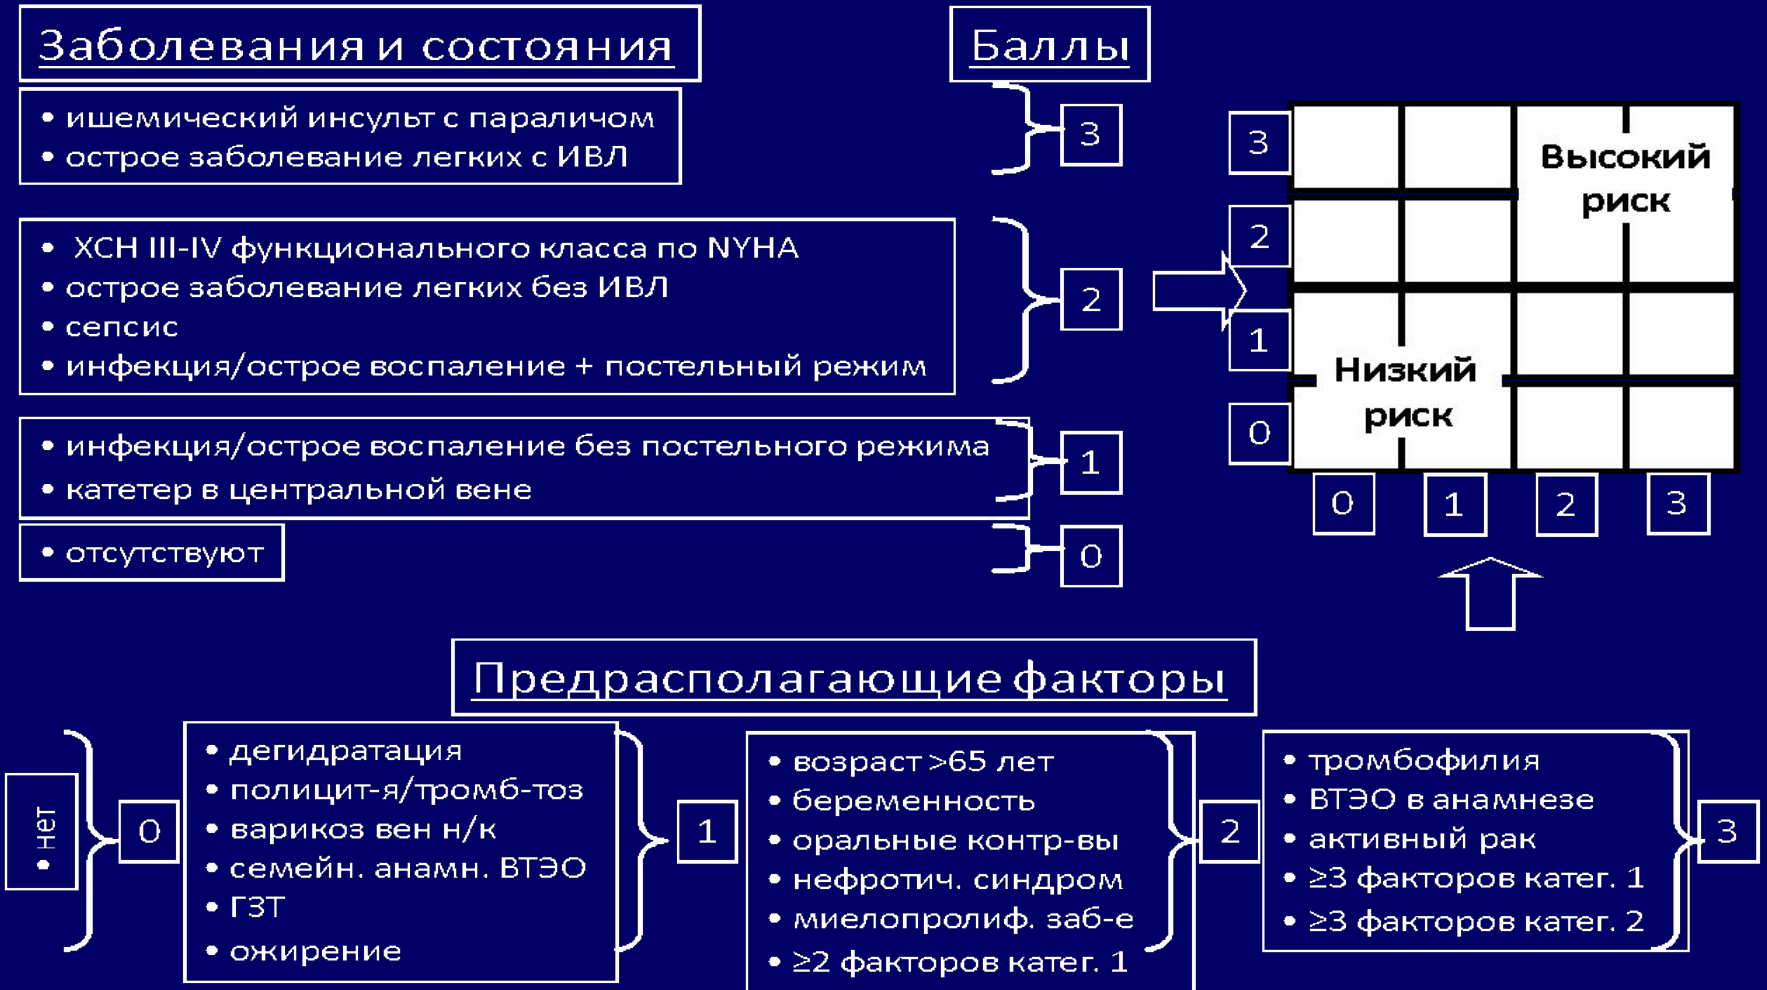 Заболевания и состояния
Баллы
• ишемический инсульт с параличом
• острое заболевание легких с ИВЛ
3
• ХСН III-IV функционального класса по NYHA
• острое заболевание легких без ИВЛ
• сепсис
• инфекция/острое воспаление + постельный режим
2
• инфекция/острое воспаление без постельного режима
• катетер в центральной вене
1
• отсутствуют
0
3
2
1
0
Высокий
риск
Низкий
риск
0
1
2
3
Предрасполагающие факторы
• нет
0
• дегидратация
• полицит-я/тромб-тоз
• варикоз вен н/к
• семейн. анамн. ВТЭО
• ГЗТ
• ожирение
1
• возраст >65 лет
• беременность
• оральные контр-вы
• нефротич. синдром
• миелопролиф. заб-е
• ≥2 факторов катег. 1
2
• тромбофилия
• ВТЭО в анамнезе
• активный рак
• ≥3 факторов катег. 1
• ≥3 факторов катег. 2
3